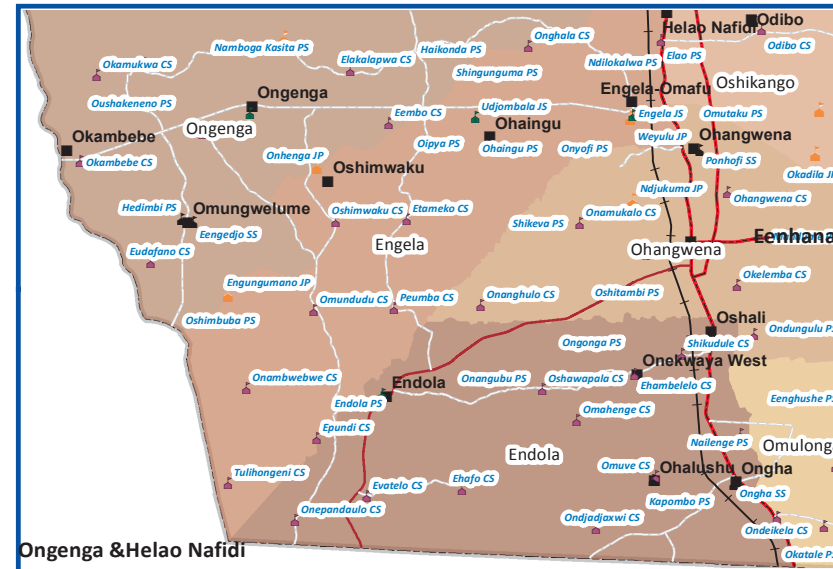 Helao Nafidi
Odibo
Onghala CS
Odibo CS
Namboga Kasita PS
Haikonda PS
Elao PS
Elakalapwa CS
Ndilokalwa PS
Okamukwa CS
Shingunguma PS
Oshikango
Oushakeneno PS
Ongenga
Udjombala JS
Engela-Omafu
Engela JS
Omutaku PS
Eembo CS
Ongenga
Okambebe
Ohaingu
Weyulu JP
Ohangwena
Oipya PS
Ohaingu PS
Onyofi PS
Okambebe CS
Onhenga JP
Ponhofi SS
Oshimwaku
Okadila JP
Ndjukuma JP
Ohangwena CS
Hedimbi PS
Omungwelume
Oshimwaku CS
Etameko CS
Shikeva PS
Onamukalo CS
Eengedjo SS
Engela
Ohangwena
Eenhana
Eudafano CS
Okelemba CS
Engungumano JP
Oshitambi PS
Omundudu CS
Peumba CS
Onanghulo CS
Oshimbuba PS
Oshali
Ondungulu PS
Ongonga PS
Shikudule CS
Onekwaya West
Onambwebwe CS
Endola
Onangubu PS
Oshawapala CS
Ehambelelo CS
Endola PS
Eenghushe PS
Omahenge CS
Epundi CS
Nailenge PS
Omulonga
Endola
Tulihongeni CS
Omuve CS
Ohalushu
Ongha
Evatelo CS
Ehafo CS
Kapombo PS
Ongha SS
Onepandaulo CS
Ondjadjaxwi CS
Ondeikela CS
Ongenga &Helao Nafidi
Okatale PS